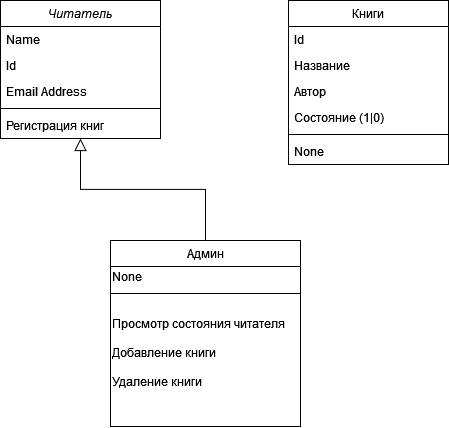 Читатель
Name
Id
Email Address
Регистрация книг
Книги
Id
Название
Автор
Состояние (1|0)
None
Админ
None
Просмотр состояния читателя
Добавление книги
Удаление книги